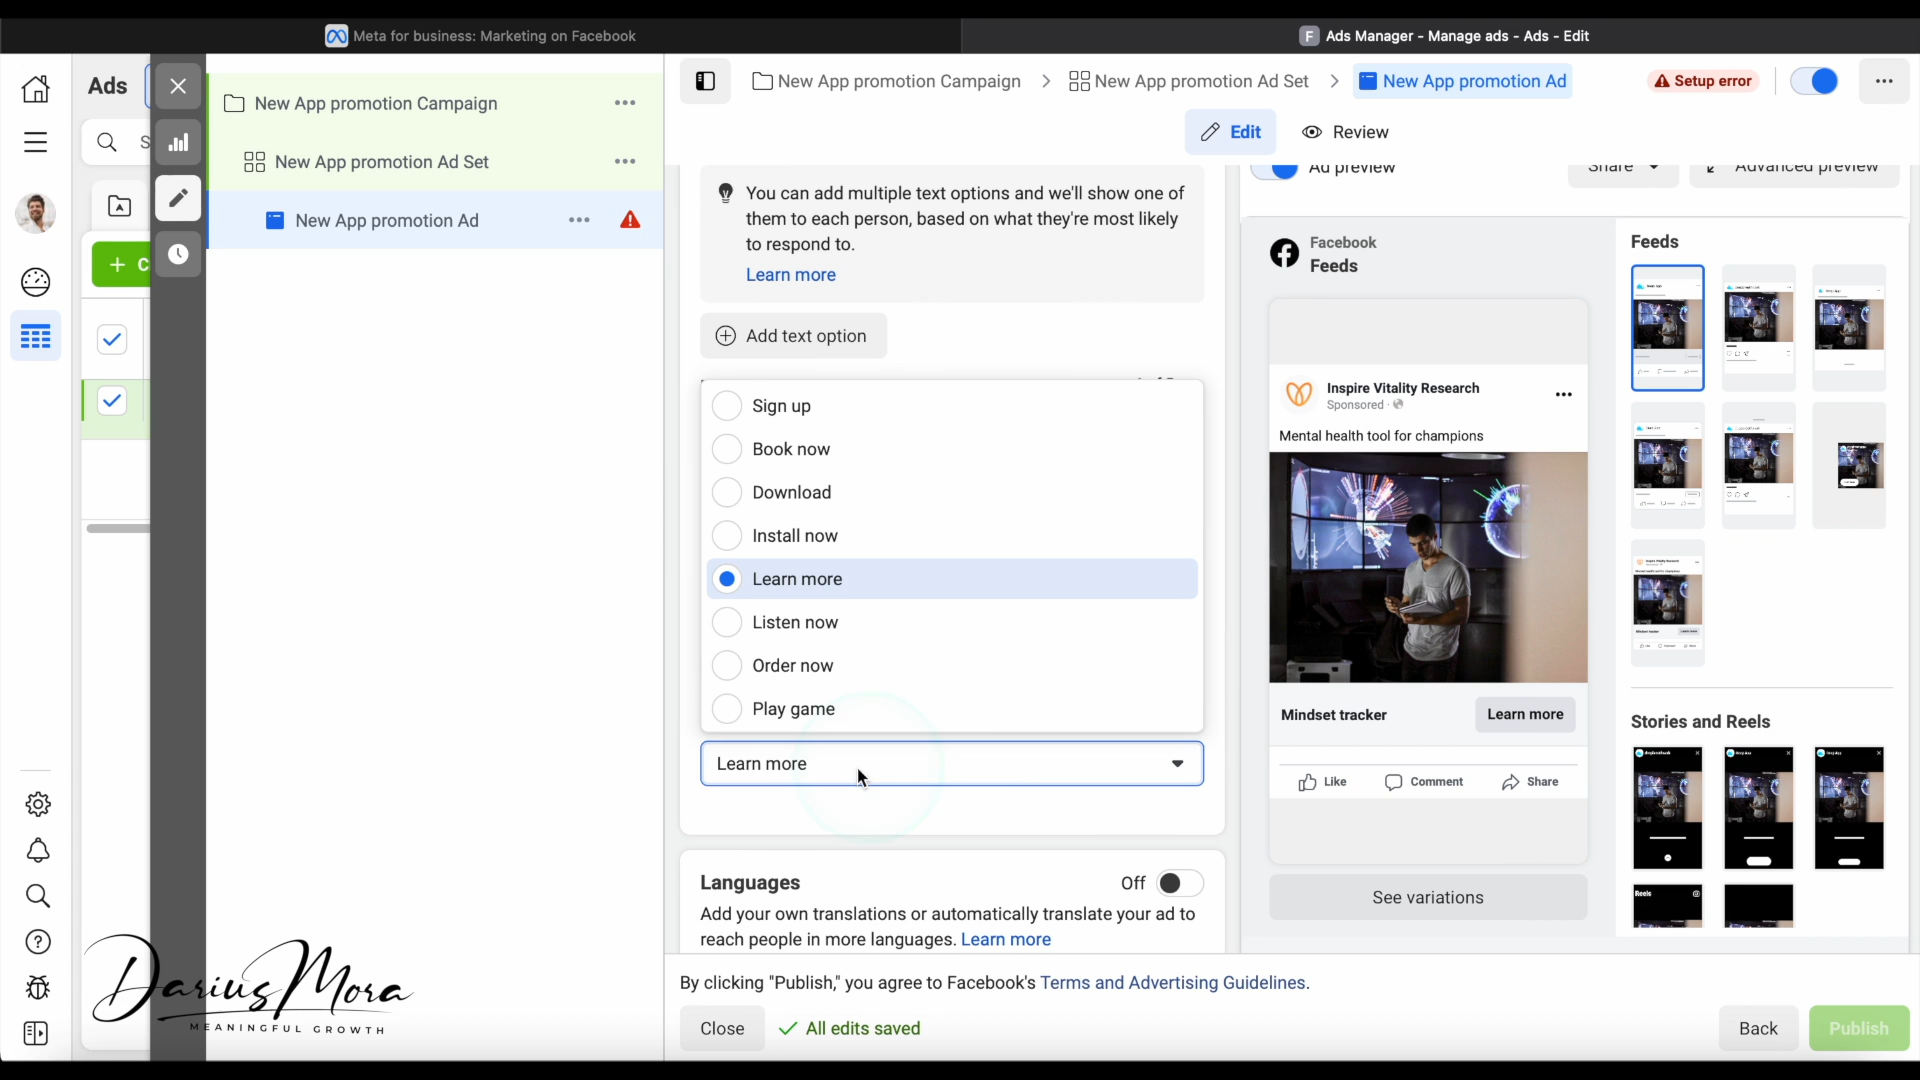 Meta for business: Marketing on Facebook
F Ads Manager - Manage ads - Ads - Edit
Ads
New App promotion Campaign
New App promotion Ad Set
New App promotion Ad
New App promotion Campaign
New App promotion Ad Set
New App promotion Ad
Setup error
Edit
Review
You can add multiple text options and we'll show one of
them to each person, based on what they're most likely
to respond to.
Learn more
Add text option
Sign up
Book now
Download
Install now
Learn more
Listen now
Order now
Play game
Learn more
Languages
Off
Add your own translations or automatically translate your ad to
reach people in more languages. Learn more
Ad preview
Share
Advanced preview
Facebook
Feeds
Inspire Vitality Research
Sponsored ·
Mental health tool for champions
Mindset tracker
Learn more
Like
Comment
Share
See variations
Feeds
Stories and Reels
Reels
By clicking "Publish," you agree to Facebook's Terms and Advertising Guidelines.
Close
All edits saved
Back
Publish
Darius Mora
MEANINGFUL GROWTH